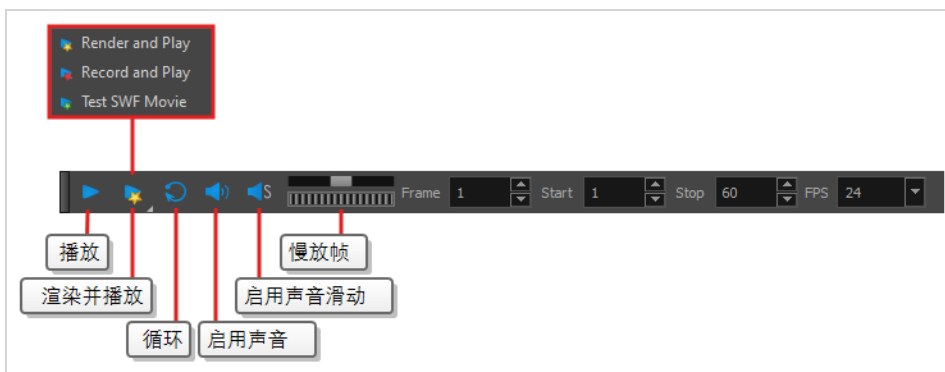 Render and Play
Record and Play
Test SWF Movie
S Frame 1 Start 1 Stop 60 FPS 24
播放 慢放帧
渲染并播放 启用声音滑动
循环 启用声音